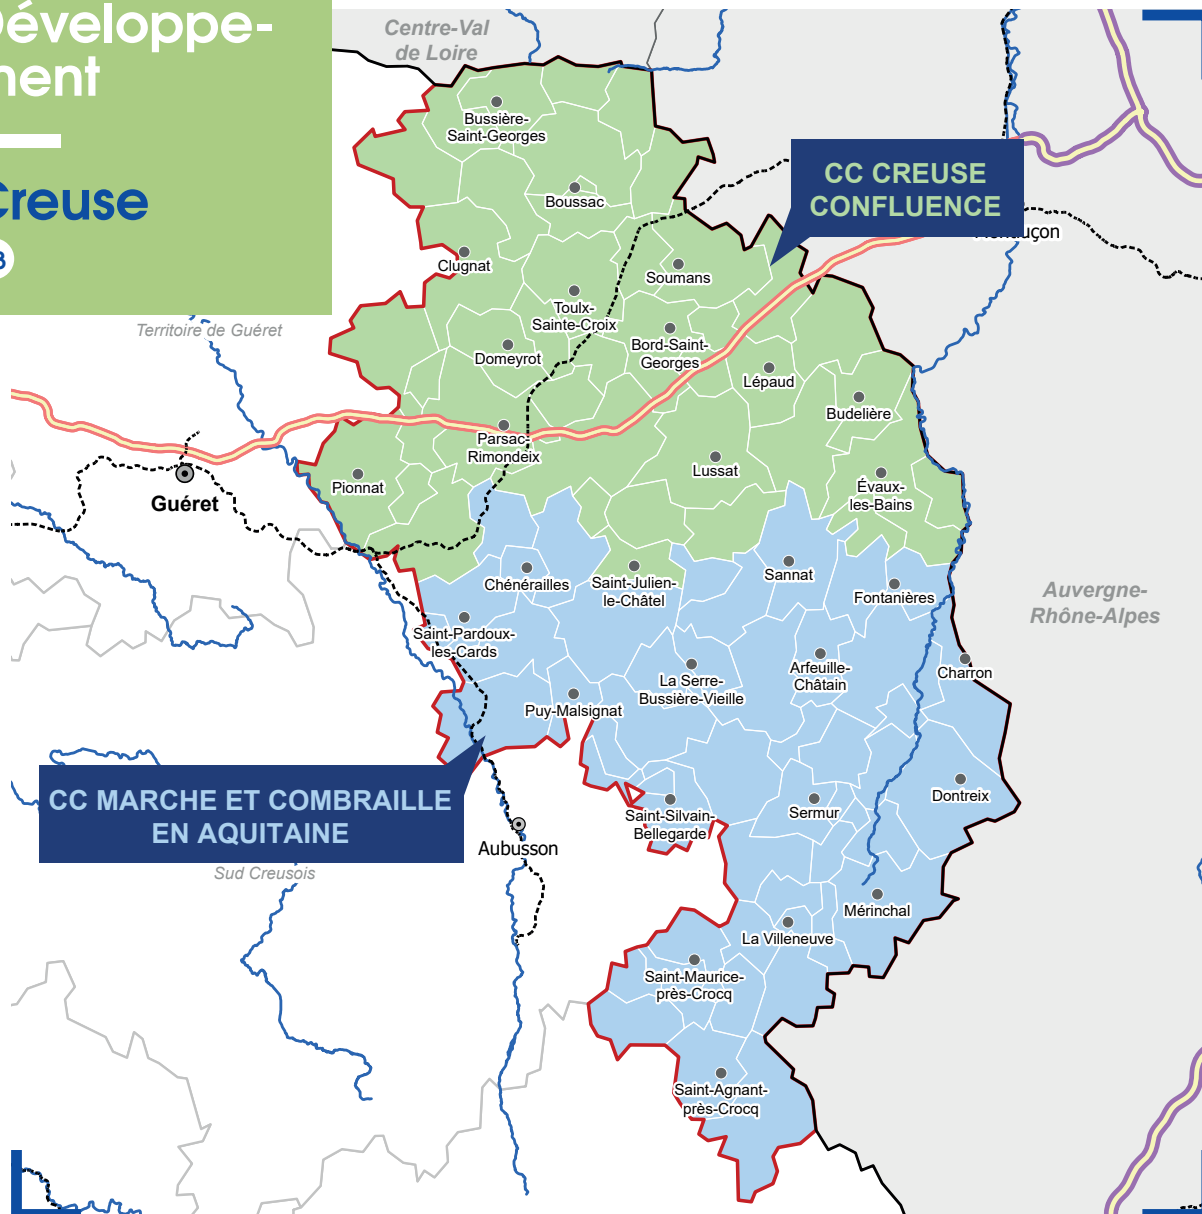 Développe-
ment
Creuse
Centre-Val
de Loire
Bussière-
Saint-Georges
CC CREUSE
CONFLUENCE
Boussac
Clugnat
Soumans
Toulx-
Sainte-Croix
Territoire de Guéret
Domeyrot
Bord-Saint-
Georges
Lépaud
Budelière
Parsac-
Rimondeix
Lussat
Pionnat
Évaux-
les-Bains
Guéret
Chénérailles
Saint-Julien-
le-Châtel
Sannat
Fontanières
Auvergne-
Rhône-Alpes
Saint-Pardoux-
les-Cards
La Serre-
Bussière-Vieille
Arfeuille-
Châtain
Charron
Puy-Malsignat
CC MARCHE ET COMBRAILLE
EN AQUITAINE
Saint-Silvain-
Bellegarde
Sermur
Dontreix
Aubusson
Sud Creusois
Mérinchal
La Villeneuve
Saint-Maurice-
près-Crocq
Saint-Agnant-
près-Crocq